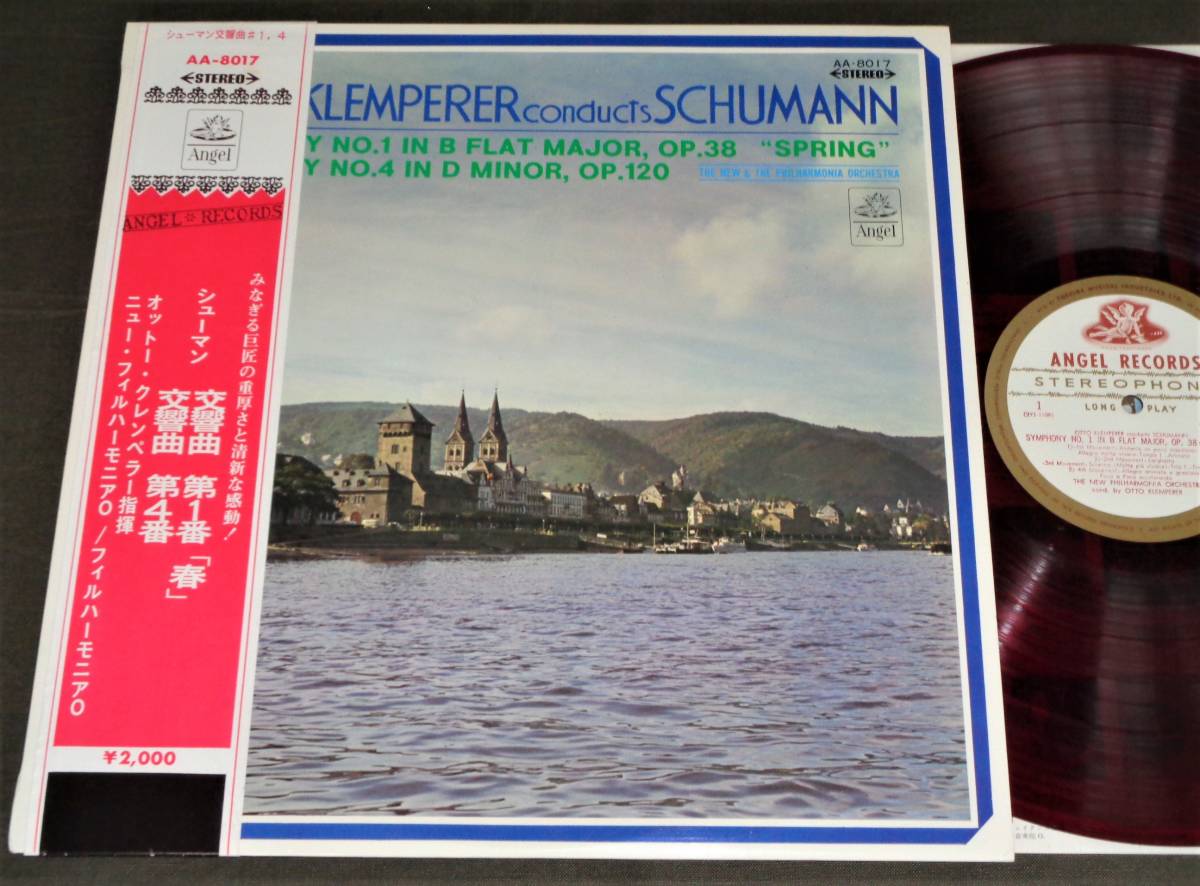 シューマン交響曲#1, 4
AA-8017
STEREO
Angel
ANGEL RECORDS
みなぎる巨匠の重厚さと清新な感動!
シューマン 交響曲 第1番「春」
交響曲 第4番
オットー・クレンペラー指揮
ニュー・フィルハーモニアO /フィルハーモニアO
¥2,000
AA-8017
STEREO
KLEMPERER conducts SCHUMANN
Y NO.1 IN B FLAT MAJOR, OP.38 "SPRING"
Y NO.4 IN D MINOR, OP.120
THE NEW & THE PHILHARMONIA ORCHESTRA
Angel
ANGEL RECORDS
STEREOPHON
LONG PLAY
1
OTTO KLEMPERER conducts SCHUMANN
SYMPHONY NO. 1 IN B FLAT MAJOR, OP. 38
THE NEW PHILHARMONIA ORCHESTRA
cond. by OTTO KLEMPERER